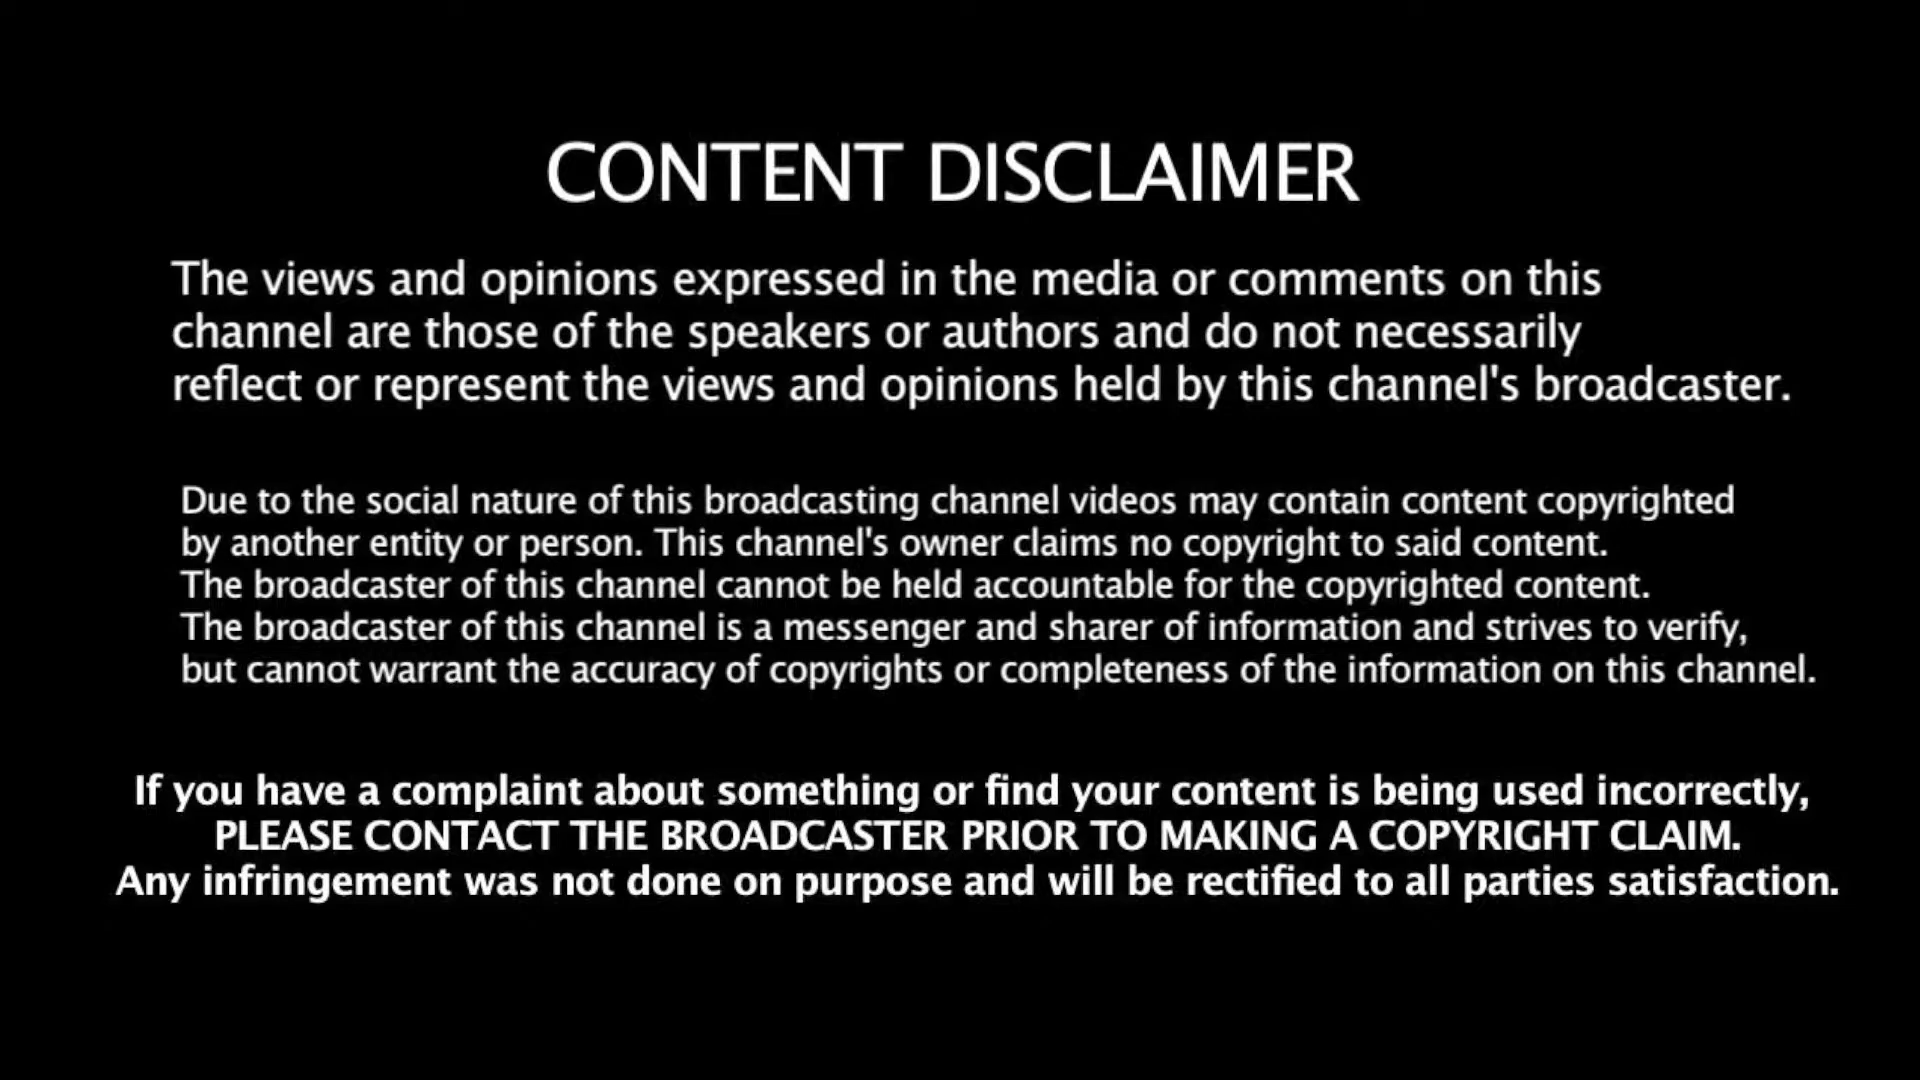 CONTENT DISCLAIMER
The views and opinions expressed in the media or comments on this
channel are those of the speakers or authors and do not necessarily
reflect or represent the views and opinions held by this channel's broadcaster.
Due to the social nature of this broadcasting channel videos may contain content copyrighted
by another entity or person. This channel's owner claims no copyright to said content.
The broadcaster of this channel cannot be held accountable for the copyrighted content.
The broadcaster of this channel is a messenger and sharer of information and strives to verify,
but cannot warrant the accuracy of copyrights or completeness of the information on this channel.
If you have a complaint about something or find your content is being used incorrectly,
PLEASE CONTACT THE BROADCASTER PRIOR TO MAKING A COPYRIGHT CLAIM.
Any infringement was not done on purpose and will be rectified to all parties satisfaction.